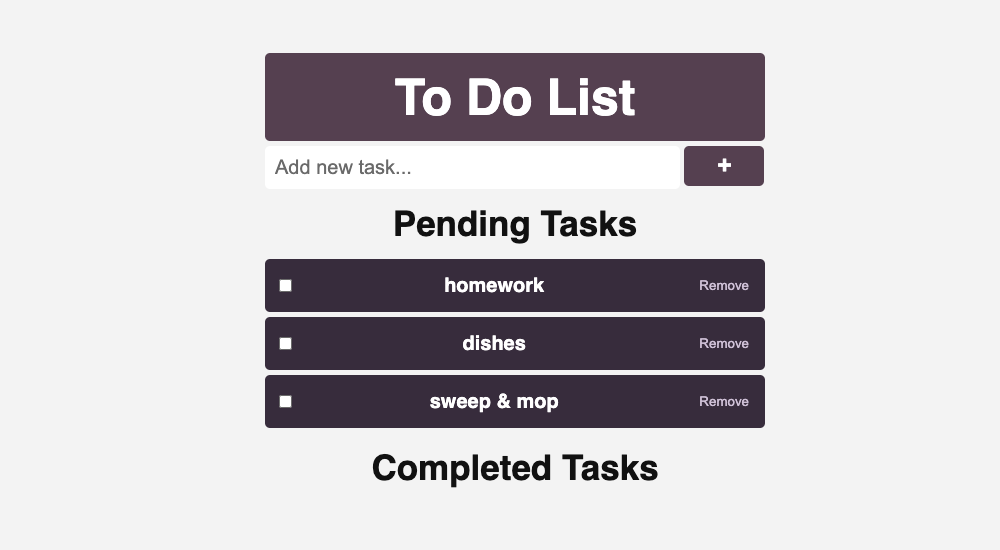 To Do List
Add new task...
+
Pending Tasks
homework Remove
dishes Remove
sweep & mop Remove
Completed Tasks